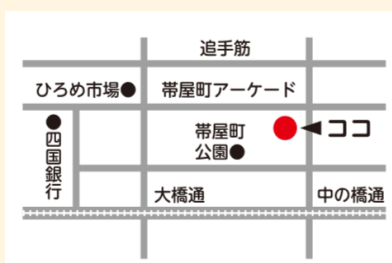 追手筋
ひろめ市場●
帯屋町アーケード
帯屋町
公園●
◀ココ
●四国銀行
大橋通
中の橋通